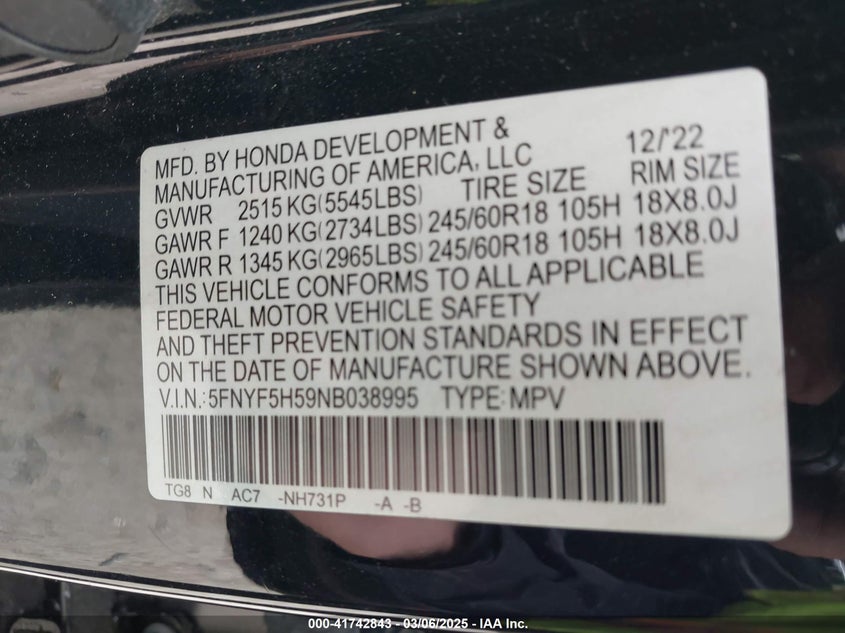 MFD. BY HONDA DEVELOPMENT & 12/'22
MANUFACTURING OF AMERICA, LLC TIRE SIZE RIM SIZE
GVWR 2515 KG(5545LBS)
GAWR F 1240 KG(2734LBS) 245/60R18 105H 18X8.0J
GAWR R 1345 KG(2965LBS) 245/60R18 105H 18X8.0J
THIS VEHICLE CONFORMS TO ALL APPLICABLE
FEDERAL MOTOR VEHICLE SAFETY
AND THEFT PREVENTION STANDARDS IN EFFECT
ON THE DATE OF MANUFACTURE SHOWN ABOVE.
V.I.N.:5FNYF5H59NB038995 TYPE:MPV
TG8 N AC7 -NH731P -A -B
000-41742843 - 03/06/2025 - IAA Inc.